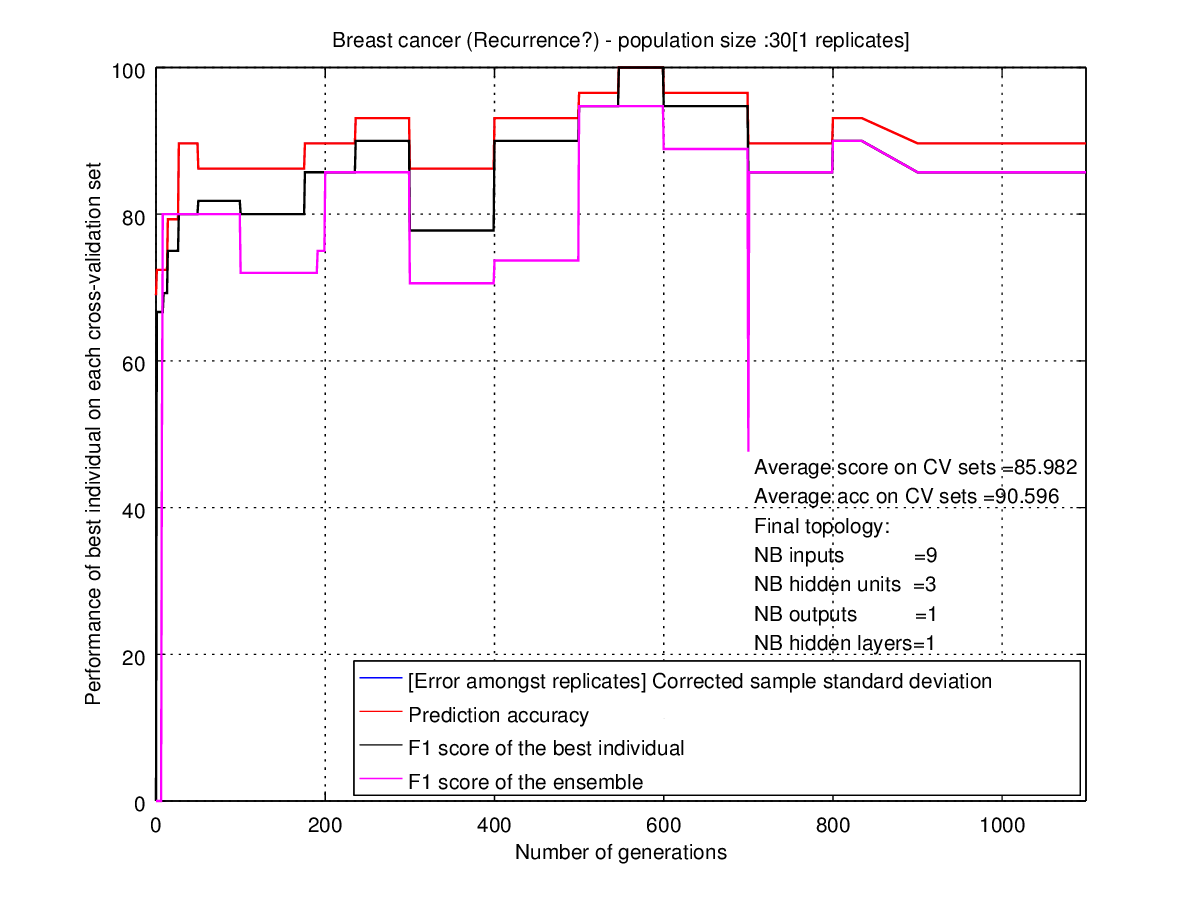 Breast cancer (Recurrence?) - population size :30[1 replicates]
Performance of best individual on each cross-validation set
100
80
60
40
20
0
Average score on CV sets =85.982
Average acc on CV sets =90.596
Final topology:
NB inputs =9
NB hidden units =3
NB outputs =1
NB hidden layers=1
[Error amongst replicates] Corrected sample standard deviation
Prediction accuracy
F1 score of the best individual
F1 score of the ensemble
0 200 400 600 800 1000
Number of generations